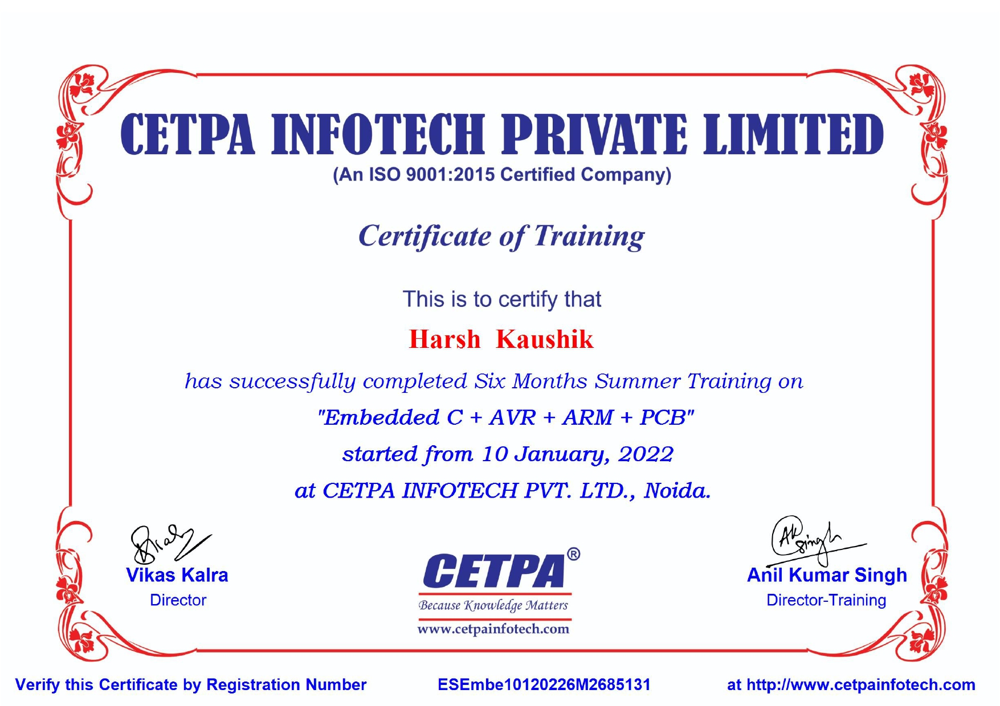 CETPA INFOTECH PRIVATE LIMITED
(An ISO 9001:2015 Certified Company)
Certificate of Training
This is to certify that
Harsh Kaushik
has successfully completed Six Months Summer Training on
"Embedded C + AVR + ARM + PCB"
started from 10 January, 2022
at CETPA INFOTECH PVT. LTD., Noida.
Vikas Kalra
Director
CETPA®
Because Knowledge Matters
www.cetpainfotech.com
AK Singh
Anil Kumar Singh
Director-Training
Verify this Certificate by Registration Number ESEmbe10120226M2685131 at http://www.cetpainfotech.com